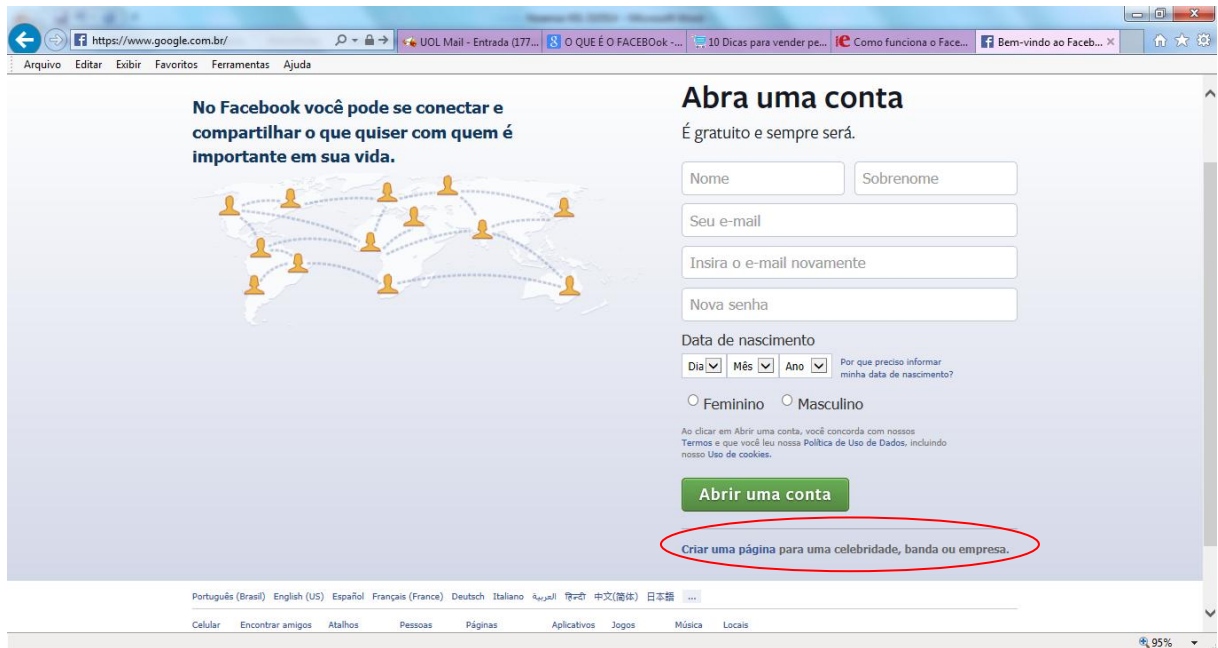 https://www.google.com.br/
UOL Mail - Entrada (177...
O QUE É O FACEBOok -...
10 Dicas para vender pe...
Como funciona o Face...
Bem-vindo ao Faceb...
Arquivo Editar Exibir Favoritos Ferramentas Ajuda
No Facebook você pode se conectar e
compartilhar o que quiser com quem é
importante em sua vida.
Abra uma conta
É gratuito e sempre será.
Nome Sobrenome
Seu e-mail
Insira o e-mail novamente
Nova senha
Data de nascimento
Dia Mês Ano
Por que preciso informar
minha data de nascimento?
Feminino Masculino
Ao clicar em Abrir uma conta, você concorda com nossos
Termos e que você leu nossa Política de Uso de Dados, incluindo
nosso Uso de cookies.
Abrir uma conta
Criar uma página para uma celebridade, banda ou empresa.
Português (Brasil) English (US) Español Français (France) Deutsch Italiano العربية हिन्दी 中文(简体) 日本語 ...
Celular Encontrar amigos Atalhos Pessoas Páginas Aplicativos Jogos Música Locais
95%